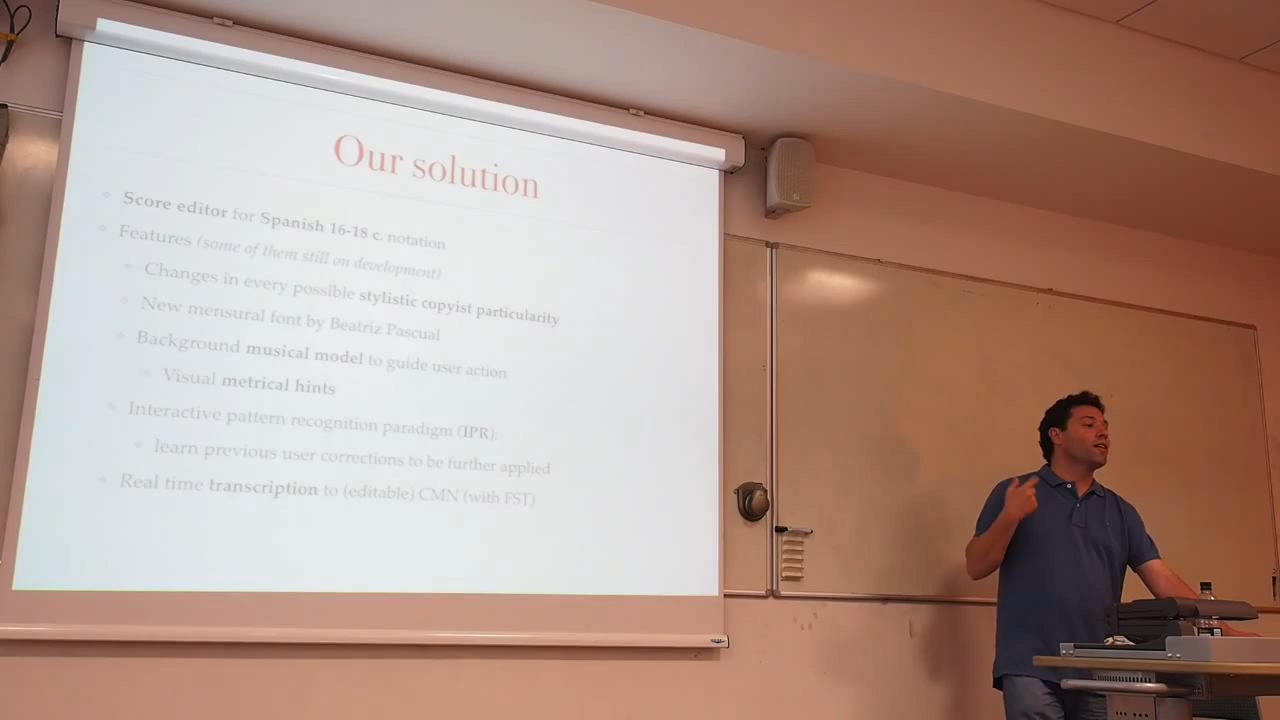 Our solution
Score editor for Spanish 16-18 c. notation
Features (some of them still on development)
Changes in every possible stylistic copyist particularity
New mensural font by Beatriz Pascual
Background musical model to guide user action
Visual metrical hints
Interactive pattern recognition paradigm (IPR):
learn previous user corrections to be further applied
Real time transcription to (editable) CMN (with FST)